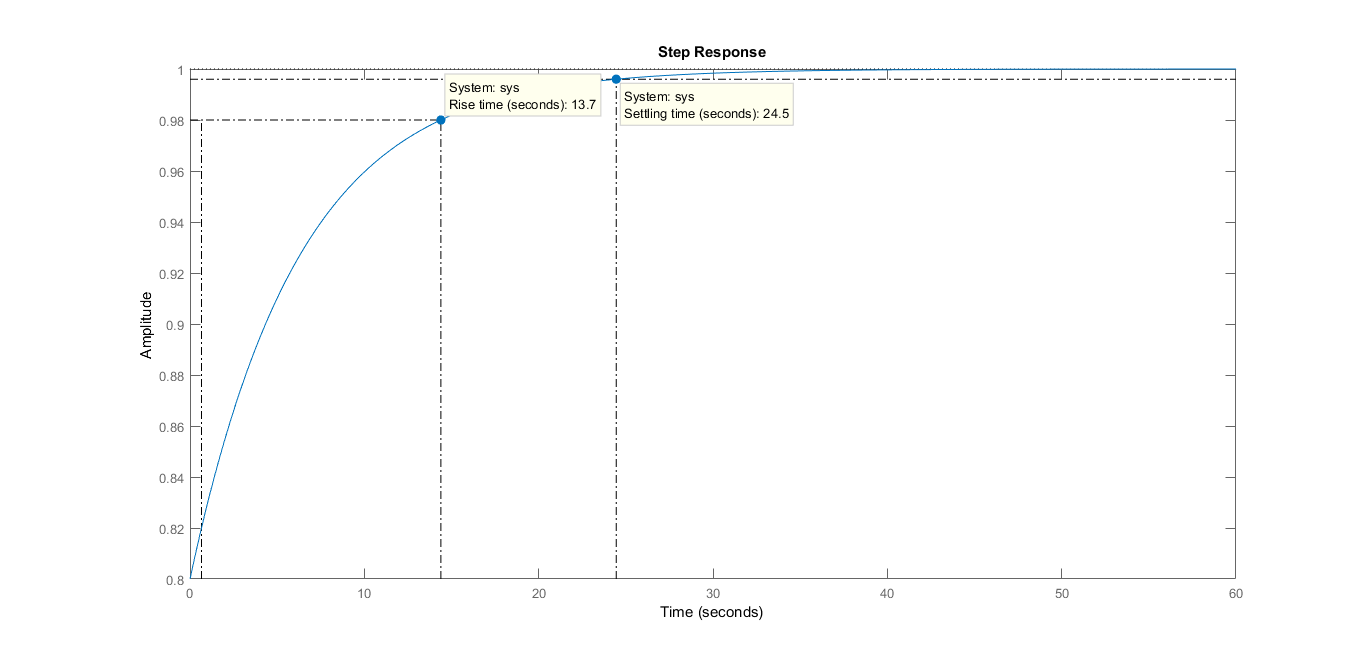 Step Response
System: sys
Rise time (seconds): 13.7
System: sys
Settling time (seconds): 24.5
Amplitude
1
0.98
0.96
0.94
0.92
0.9
0.88
0.86
0.84
0.82
0.8
0 10 20 30 40 50 60
Time (seconds)